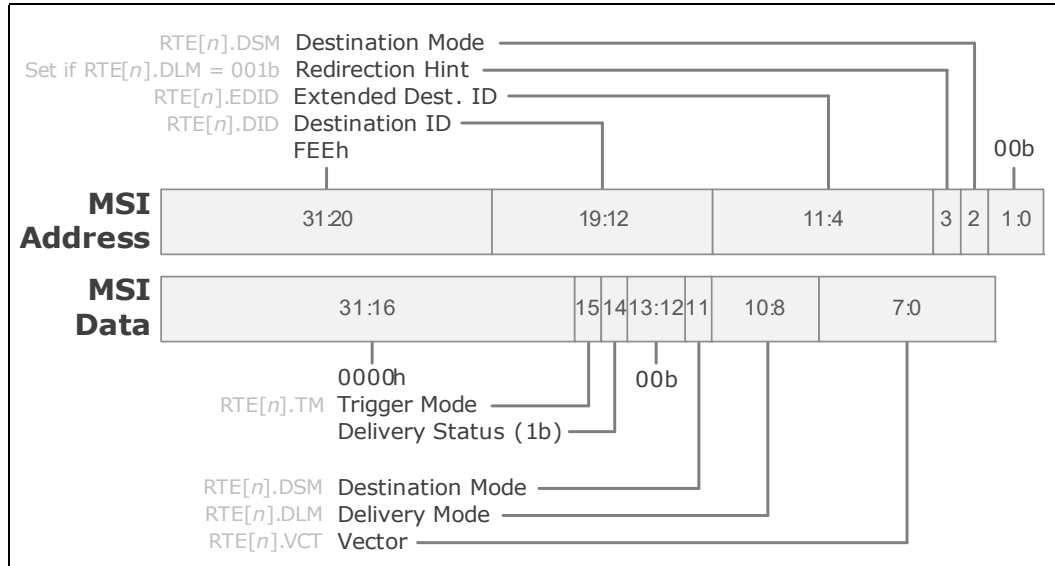 RTE[n].DSM Destination Mode
Set if RTE[n].DLM = 001b Redirection Hint
RTE[n].EDID Extended Dest. ID
RTE[n].DID Destination ID
FEEh
00b
MSI Address
31:20 19:12 11:4 3 2 1:0
MSI Data
31:16 15 14 13:12 11 10:8 7:0
0000h
00b
RTE[n].TM Trigger Mode
Delivery Status (1b)
RTE[n].DSM Destination Mode
RTE[n].DLM Delivery Mode
RTE[n].VCT Vector